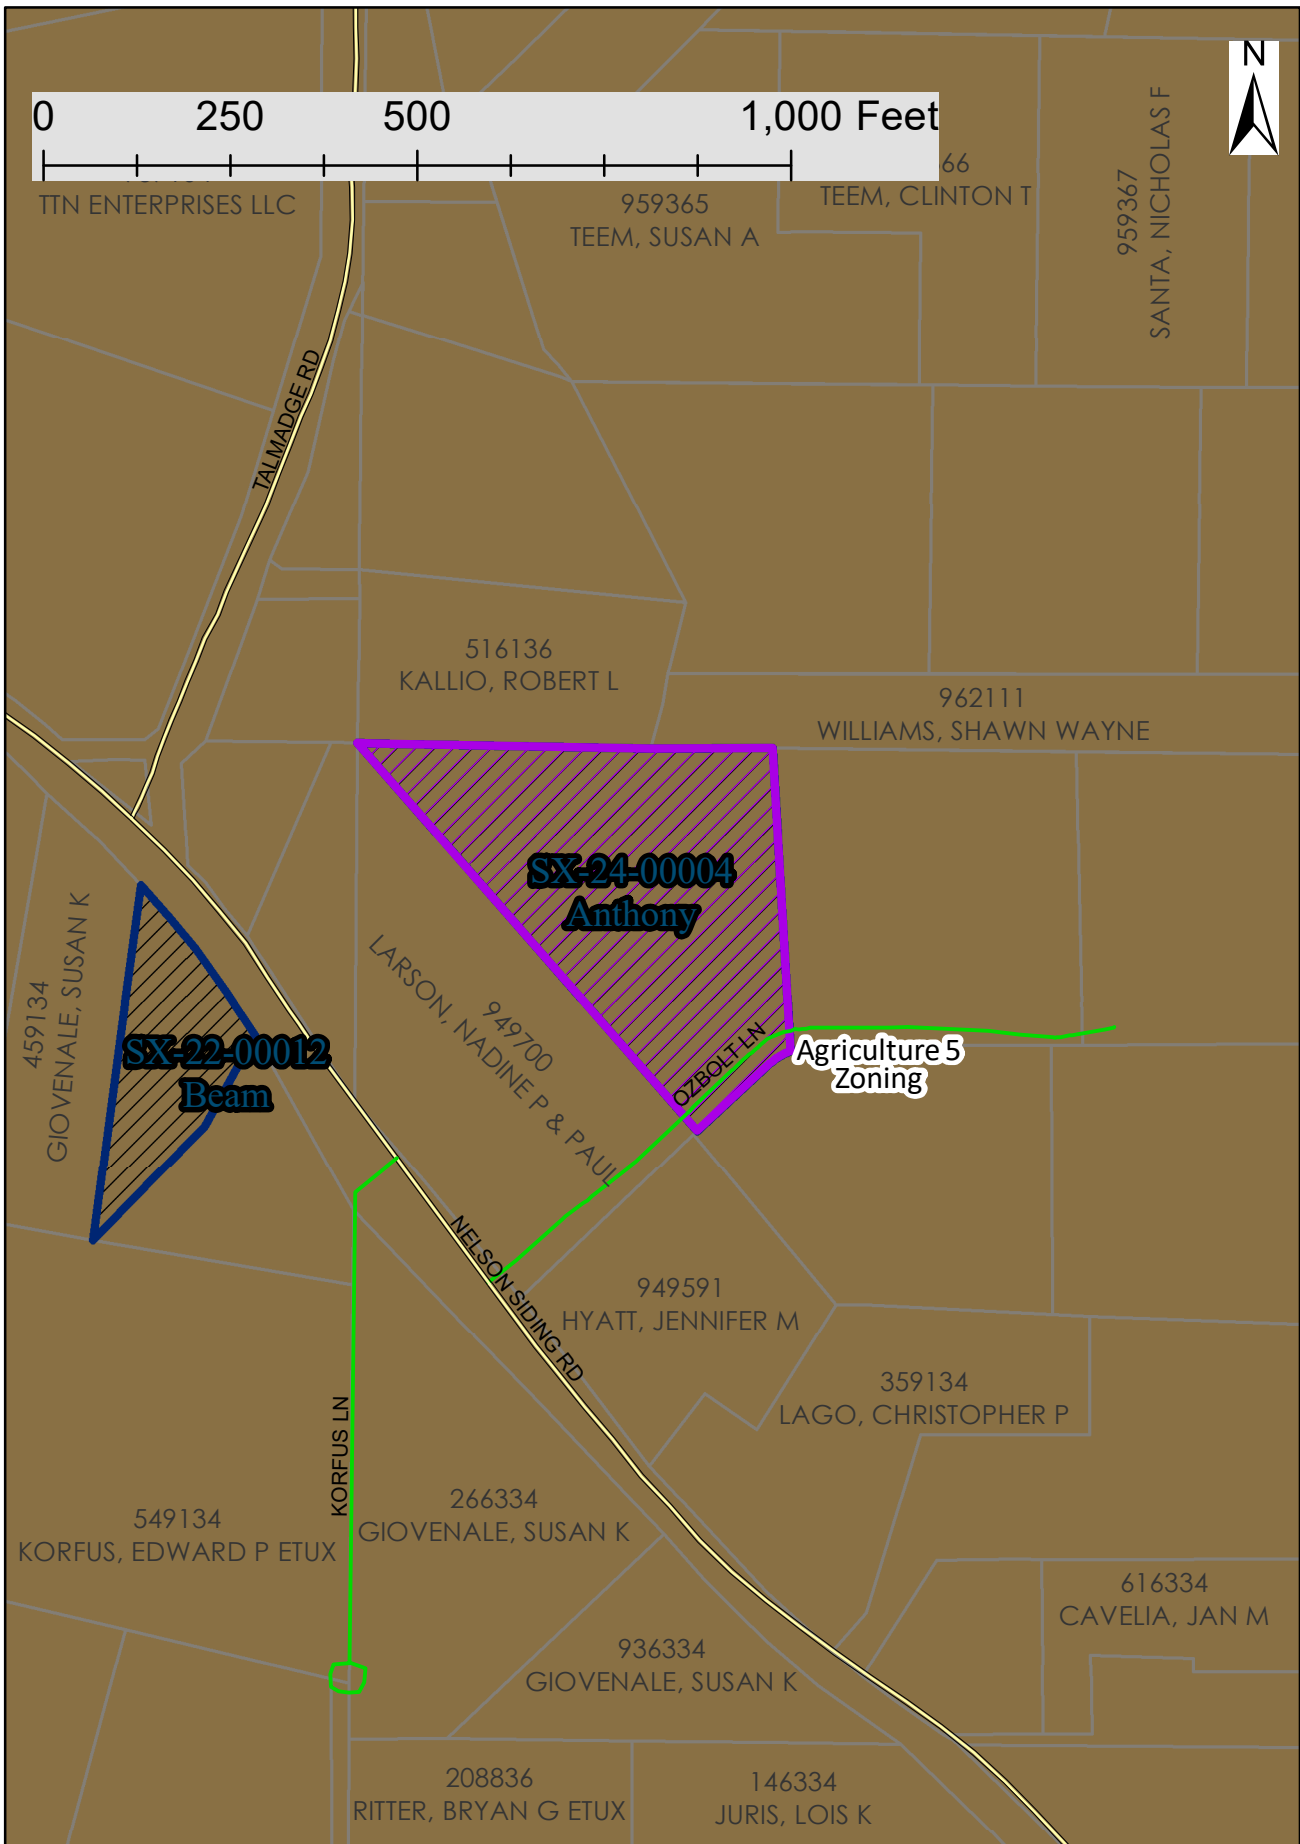 N
0 250 500 1,000 Feet
TTN ENTERPRISES LLC
959365
TEEM, SUSAN A
66
TEEM, CLINTON T
959367
SANTA, NICHOLAS F
TALMADGE RD
516136
KALLIO, ROBERT L
962111
WILLIAMS, SHAWN WAYNE
SX-24-00004
Anthony
459134
GIOVENALE, SUSAN K
949700
LARSON, NADINE P & PAUL
SX-22-00012
Beam
OZBOLT LN
Agriculture 5
Zoning
NELSON SIDING RD
949591
HYATT, JENNIFER M
359134
LAGO, CHRISTOPHER P
KORFUS LN
549134
KORFUS, EDWARD P ETUX
266334
GIOVENALE, SUSAN K
616334
CAVELIA, JAN M
936334
GIOVENALE, SUSAN K
208836
RITTER, BRYAN G ETUX
146334
JURIS, LOIS K